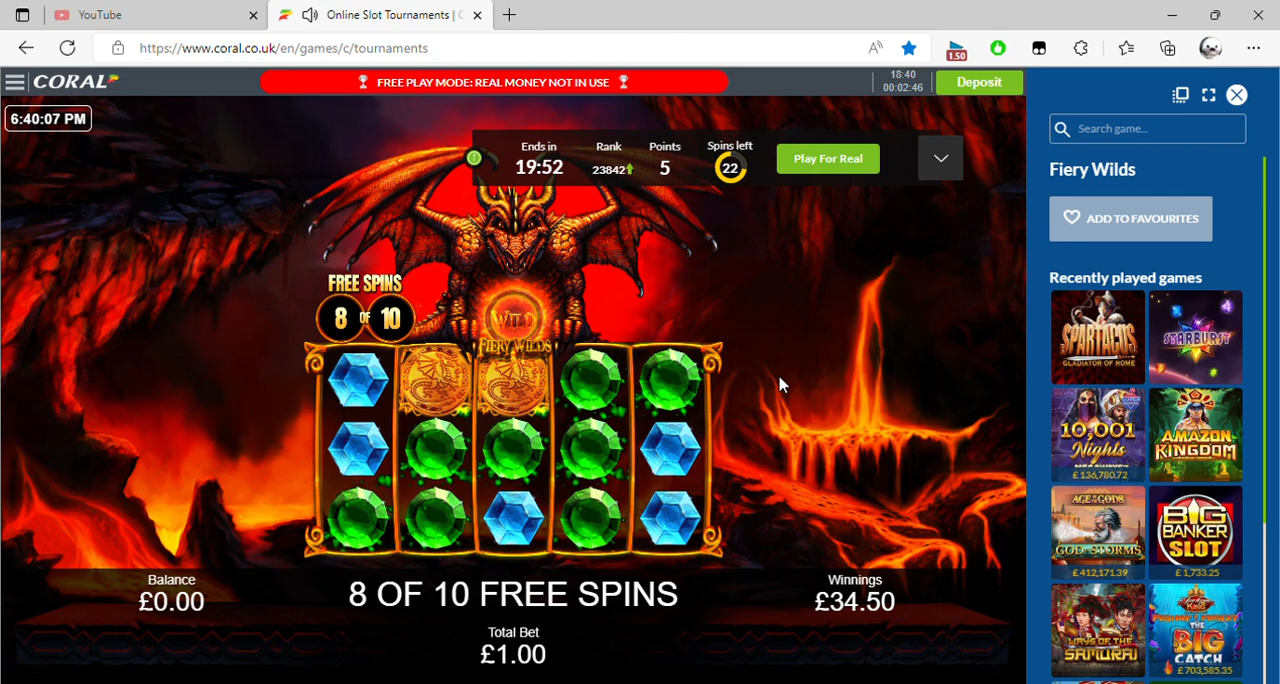 YouTube
Online Slot Tournaments | C
https://www.coral.co.uk/en/games/c/tournaments
1.50
CORAL
FREE PLAY MODE: REAL MONEY NOT IN USE
18:40
00:02:46
Deposit
6:40:07 PM
Ends in
19:52
Rank
23842
Points
5
Spins left
22
Play For Real
Search game...
Fiery Wilds
ADD TO FAVOURITES
Recently played games
SPARTACUS
GLADIATOR OF ROME
STARBURST
10,001
Nights
£136,780.72
AMAZON
KINGDOM
AGE OF THE GODS
GOD OF STORMS
£412,171.39
BIG
BANKER
SLOT
£1,733.25
WAYS OF THE
SAMURAI
THE
BIG
CATCH
£703,585.35
FREE SPINS
8 OF 10
WILD
FIERY WILDS
Balance
£0.00
8 OF 10 FREE SPINS
Winnings
£34.50
Total Bet
£1.00